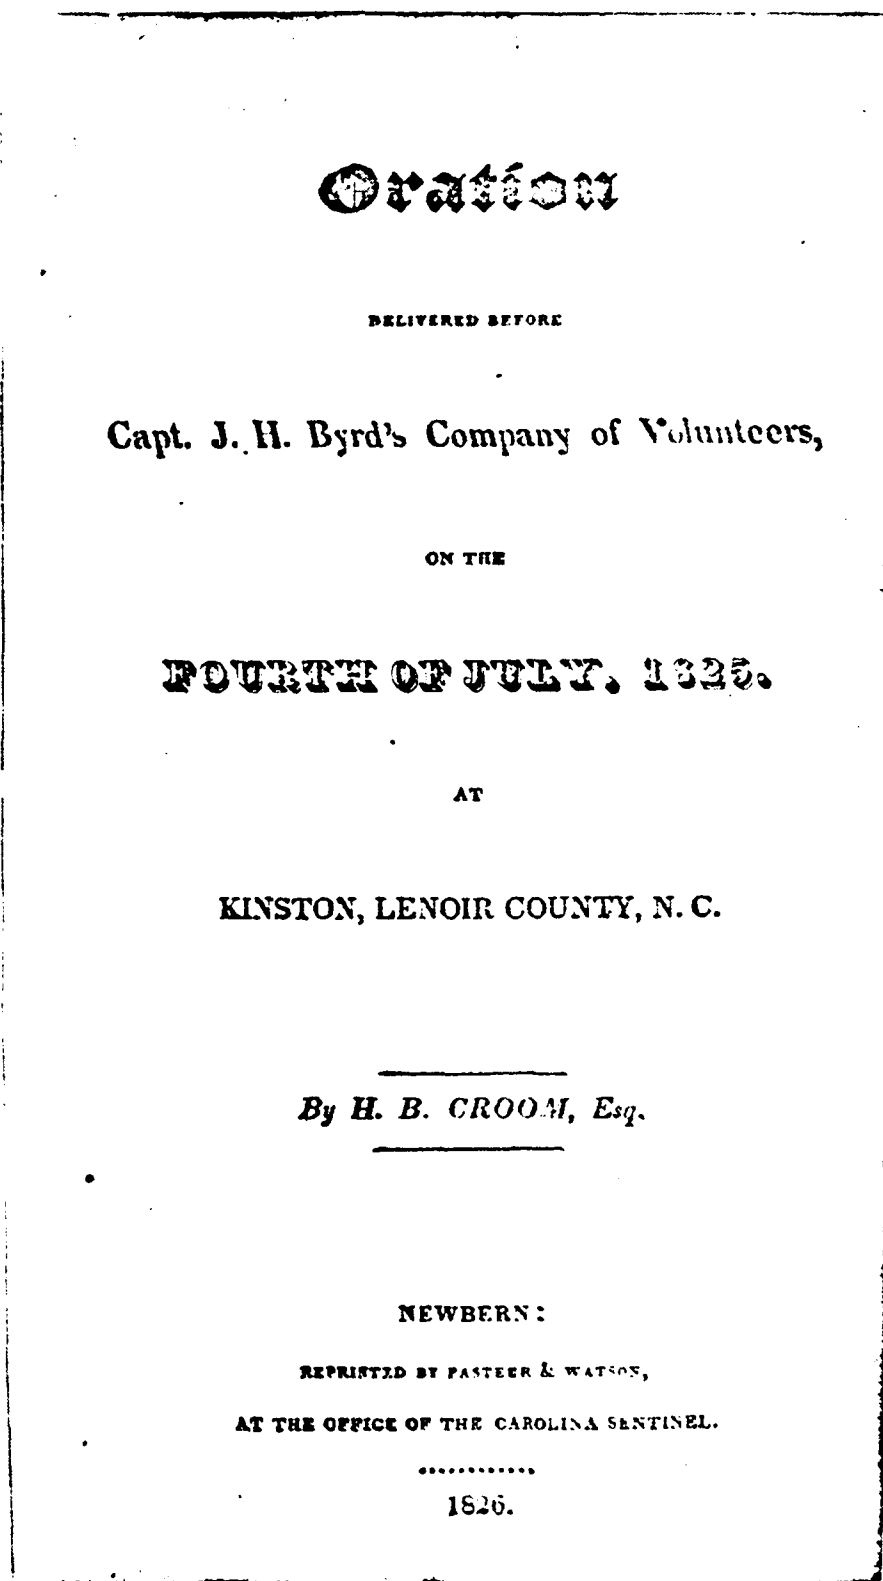 Oration
DELIVERED BEFORE
Capt. J. H. Byrd's Company of Volunteers,
ON THE
FOURTH OF JULY, 1825.
AT
KINSTON, LENOIR COUNTY, N. C.
By H. B. CROOM, Esq.
NEWBERN:
REPRINTED BY PASTEUR & WATSON,
AT THE OFFICE OF THE CAROLINA SENTINEL.
............
1826.